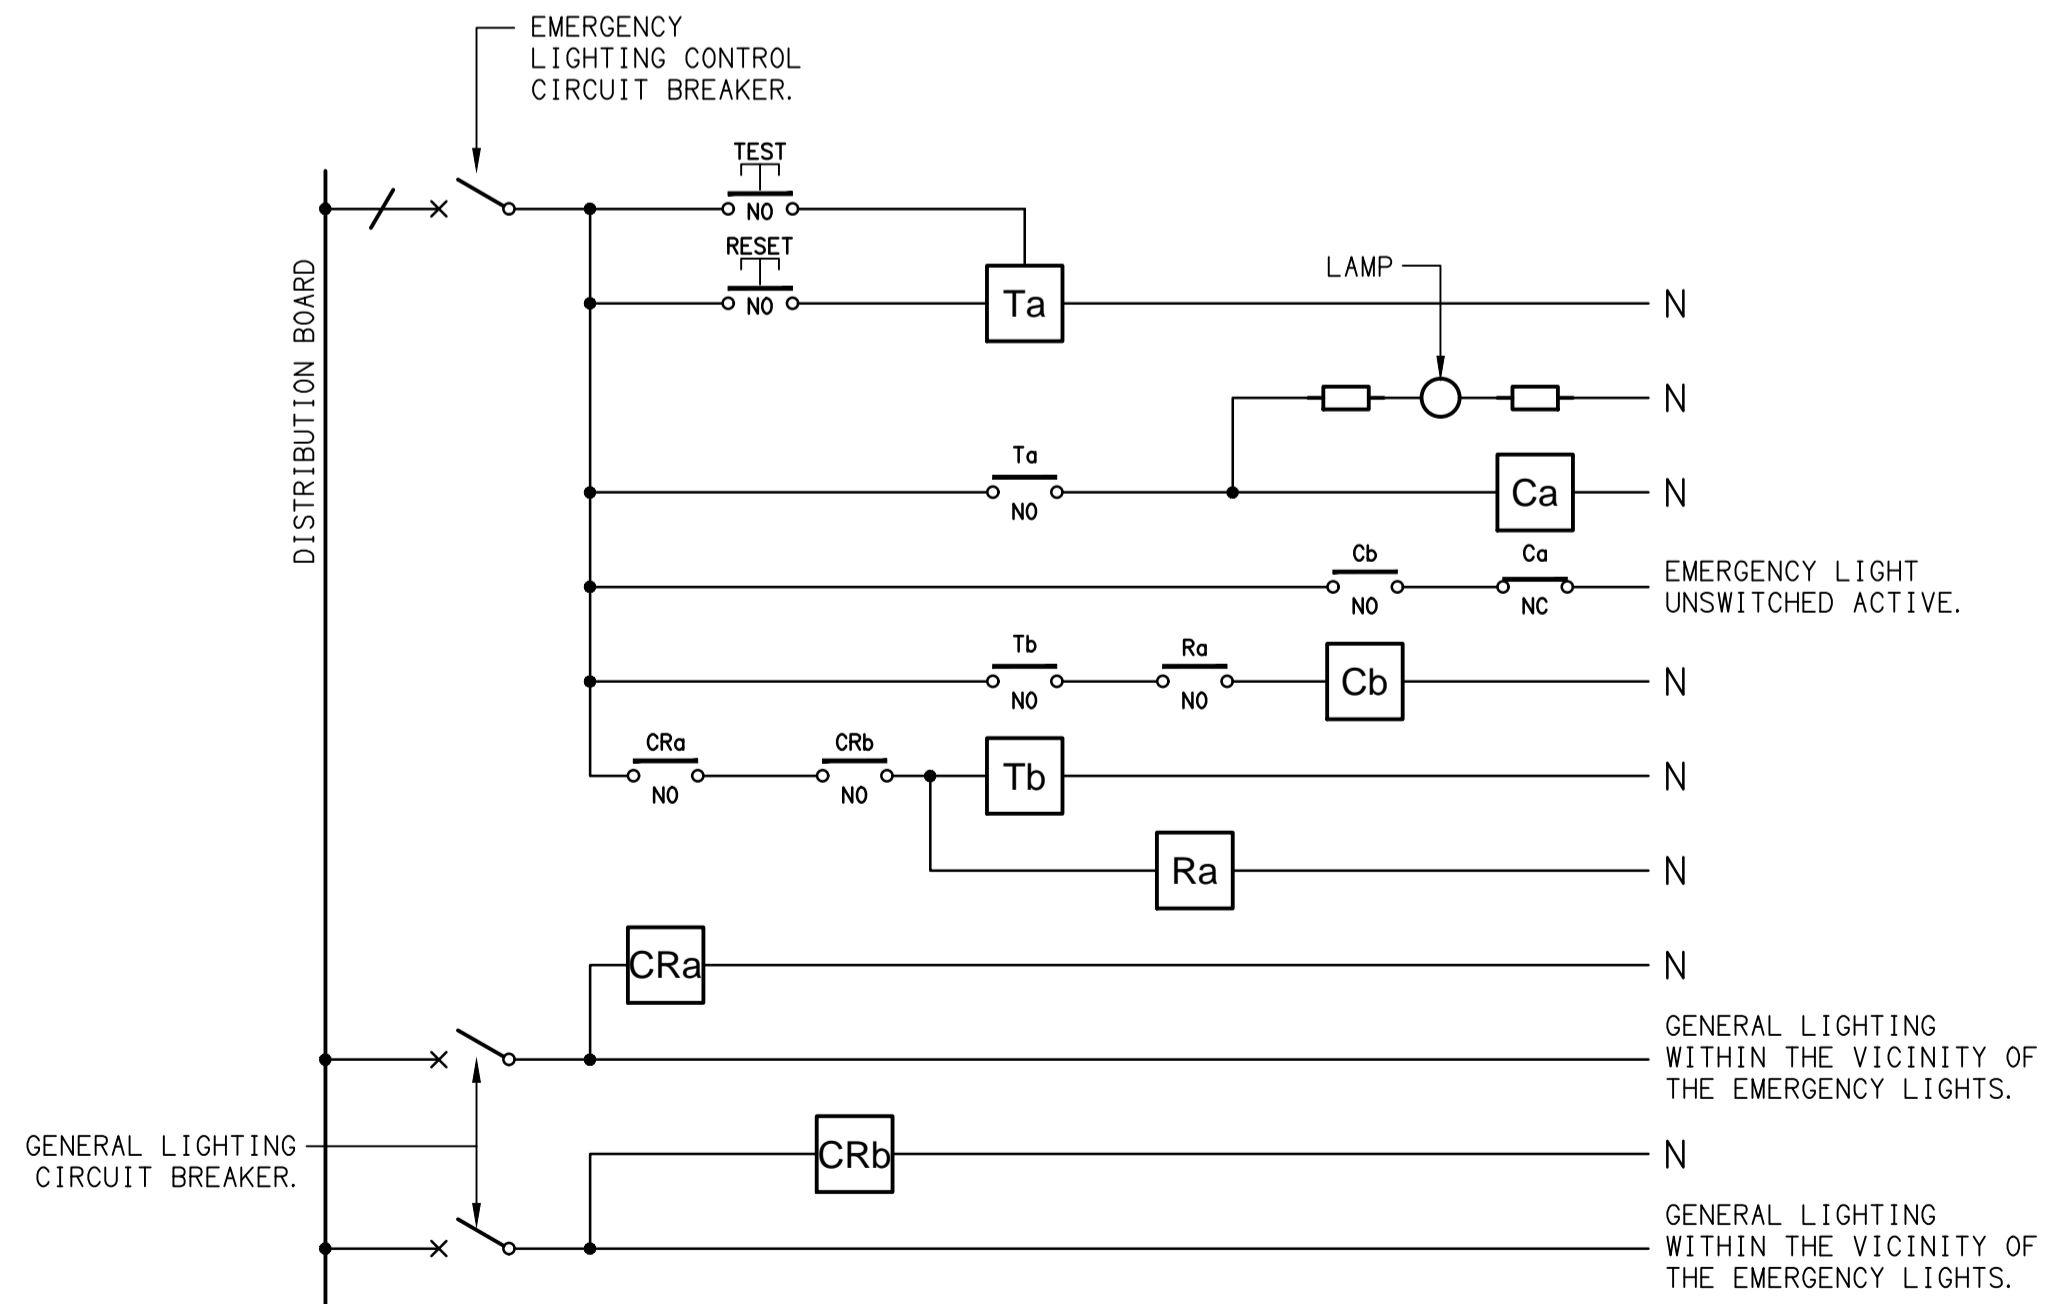 EMERGENCY
LIGHTING CONTROL
CIRCUIT BREAKER.
TEST
NO
RESET
NO
Ta
N
LAMP
N
DISTRIBUTION BOARD
Ta
NO
Ca
N
Cb
NO
Ca
NC
EMERGENCY LIGHT
UNSWITCHED ACTIVE.
Tb
NO
Ra
NO
Cb
N
CRa
NO
CRb
NO
Tb
N
Ra
N
CRa
N
GENERAL LIGHTING
WITHIN THE VICINITY OF
THE EMERGENCY LIGHTS.
GENERAL LIGHTING
CIRCUIT BREAKER.
CRb
N
GENERAL LIGHTING
WITHIN THE VICINITY OF
THE EMERGENCY LIGHTS.